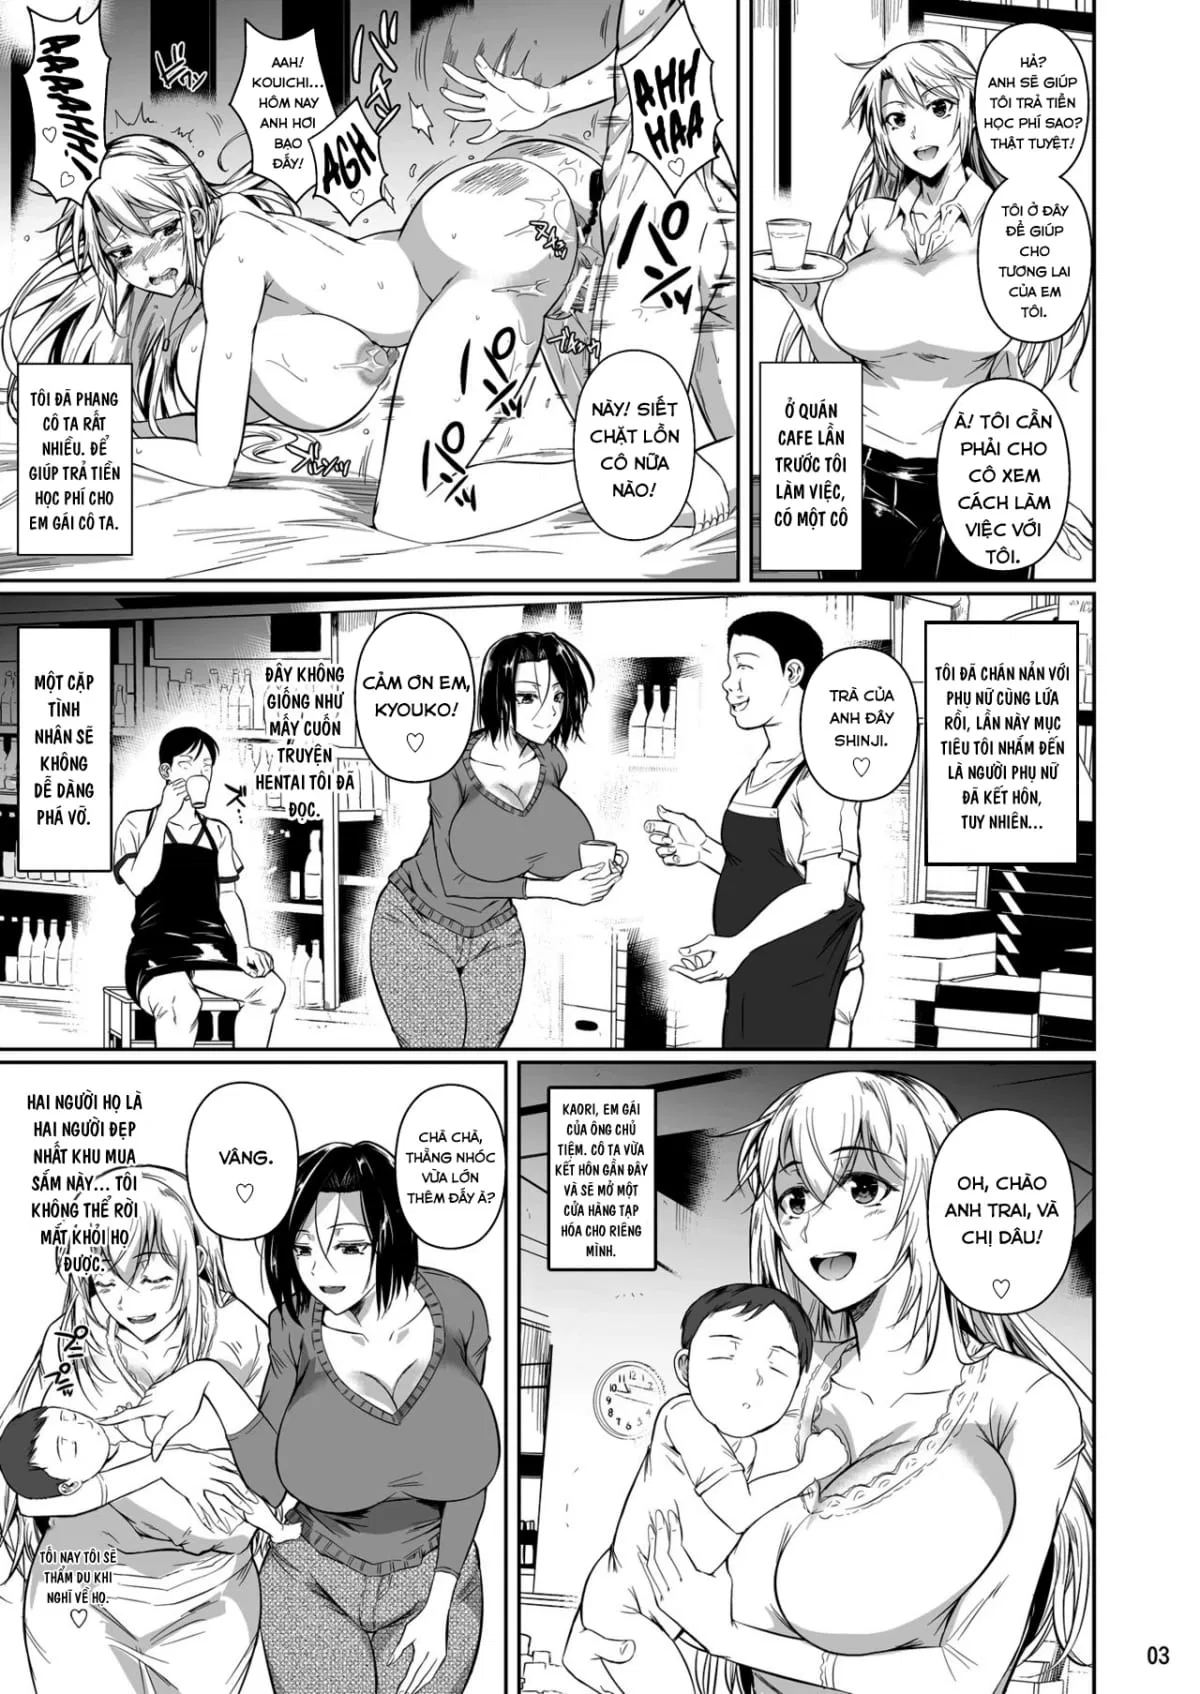 HẢ?
ANH SẼ GIÚP
TÔI TRẢ TIỀN
HỌC PHÍ SAO?
THẬT TUYỆT!
TÔI Ở ĐÂY
ĐỂ GIÚP
CHO
TƯƠNG LAI
CỦA EM
TÔI.
À! TÔI CẦN
PHẢI CHO
CÔ XEM
CÁCH LÀM
VIỆC VỚI
TÔI.
Ở QUÁN
CAFE LẦN
TRƯỚC TÔI
LÀM VIỆC,
CÓ MỘT CÔ
AHH
HAA
AGH
AAH!
KOUICHI...
HÔM NAY
ANH HƠI
BẠO
ĐẤY!
AAAAAHH!
NÀY! SIẾT
CHẶT LỒN
CÔ NỮA
NÀO!
TÔI ĐÃ PHANG
CÔ TA RẤT
NHIỀU. ĐỂ
GIÚP TRẢ TIỀN
HỌC PHÍ CHO
EM GÁI CÔ TA.
TÔI ĐÃ CHÁN NẢN VỚI
PHỤ NỮ CÙNG LỨA
RỒI, LẦN NÀY MỤC
TIÊU TÔI NHẮM ĐẾN
LÀ NGƯỜI PHỤ NỮ
ĐÃ KẾT HÔN,
TUY NHIÊN...
TRÀ CỦA
ANH ĐÂY
SHINJI.
CẢM ƠN EM,
KYOUKO!
ĐÂY KHÔNG
GIỐNG NHƯ
MẤY CUỐN
TRUYỆN
HENTAI TÔI ĐÃ
ĐỌC.
MỘT CẶP
TÌNH
NHÂN SẼ
KHÔNG
DỄ DÀNG
PHÁ VỠ.
OH, CHÀO
ANH TRAI, VÀ
CHỊ DÂU!
KAORI, EM GÁI
CỦA ÔNG CHỦ
TIỆM. CÔ TA VỪA
KẾT HÔN GẦN ĐÂY
VÀ SẼ MỞ MỘT
CỬA HÀNG TẠP
HÓA CHO RIÊNG
MÌNH.
CHÀ CHÀ,
THẰNG NHÓC
VỪA LỚN
THÊM ĐẤY À?
VÂNG.
HAI NGƯỜI HỌ LÀ
HAI NGƯỜI ĐẸP
NHẤT KHU MUA
SẮM NÀY... TÔI
KHÔNG THỂ RỜI
MẮT KHỎI HỌ
ĐƯỢC.
TỐI NAY TÔI SẼ
THẨM DU KHI
NGHĨ VỀ HỌ.
03